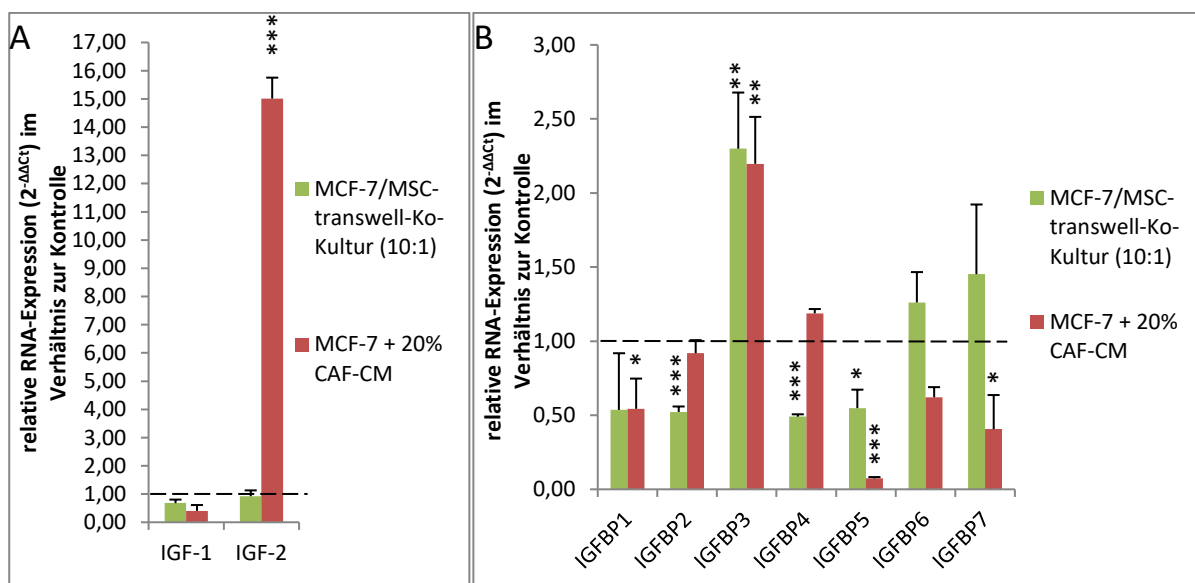 A
relative RNA-Expression (2-ΔΔCt) im
Verhältnis zur Kontrolle
17,00
16,00
15,00
14,00
13,00
12,00
11,00
10,00
9,00
8,00
7,00
6,00
5,00
4,00
3,00
2,00
1,00
0,00
***
IGF-1
IGF-2
MCF-7/MSC-
transwell-Ko-
Kultur (10:1)
MCF-7 + 20%
CAF-CM
B
relative RNA-Expression (2-ΔΔCt) im
Verhältnis zur Kontrolle
3,00
2,50
2,00
1,50
1,00
0,50
0,00
*
***
**
**
***
*
***
*
IGFBP1
IGFBP2
IGFBP3
IGFBP4
IGFBP5
IGFBP6
IGFBP7
MCF-7/MSC-
transwell-Ko-
Kultur (10:1)
MCF-7 + 20%
CAF-CM